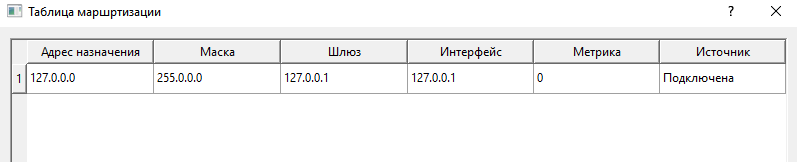 Таблица маршртизации
Адрес назначения Маска Шлюз Интерфейс Метрика Источник
1 127.0.0.0 255.0.0.0 127.0.0.1 127.0.0.1 0 Подключена